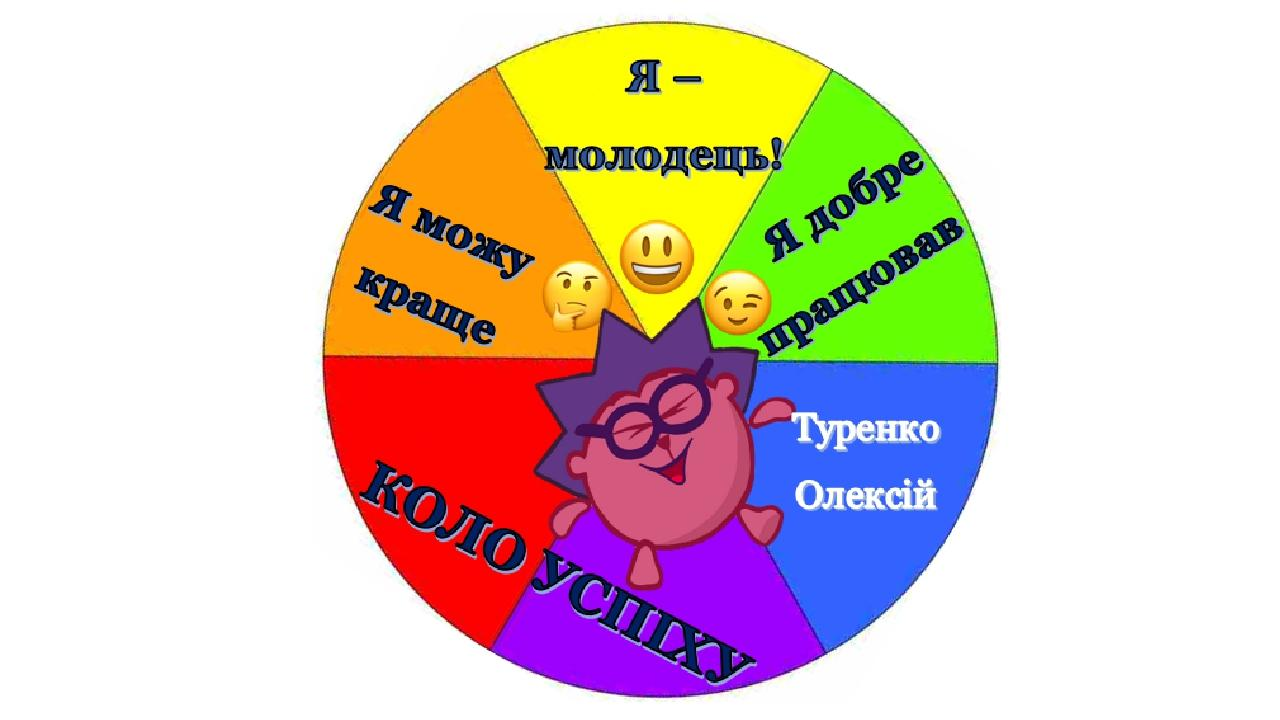 Я –
молодець!
Я добре
працював
Я можу
краще
Туренко
Олексій
КОЛО УСПІХУ